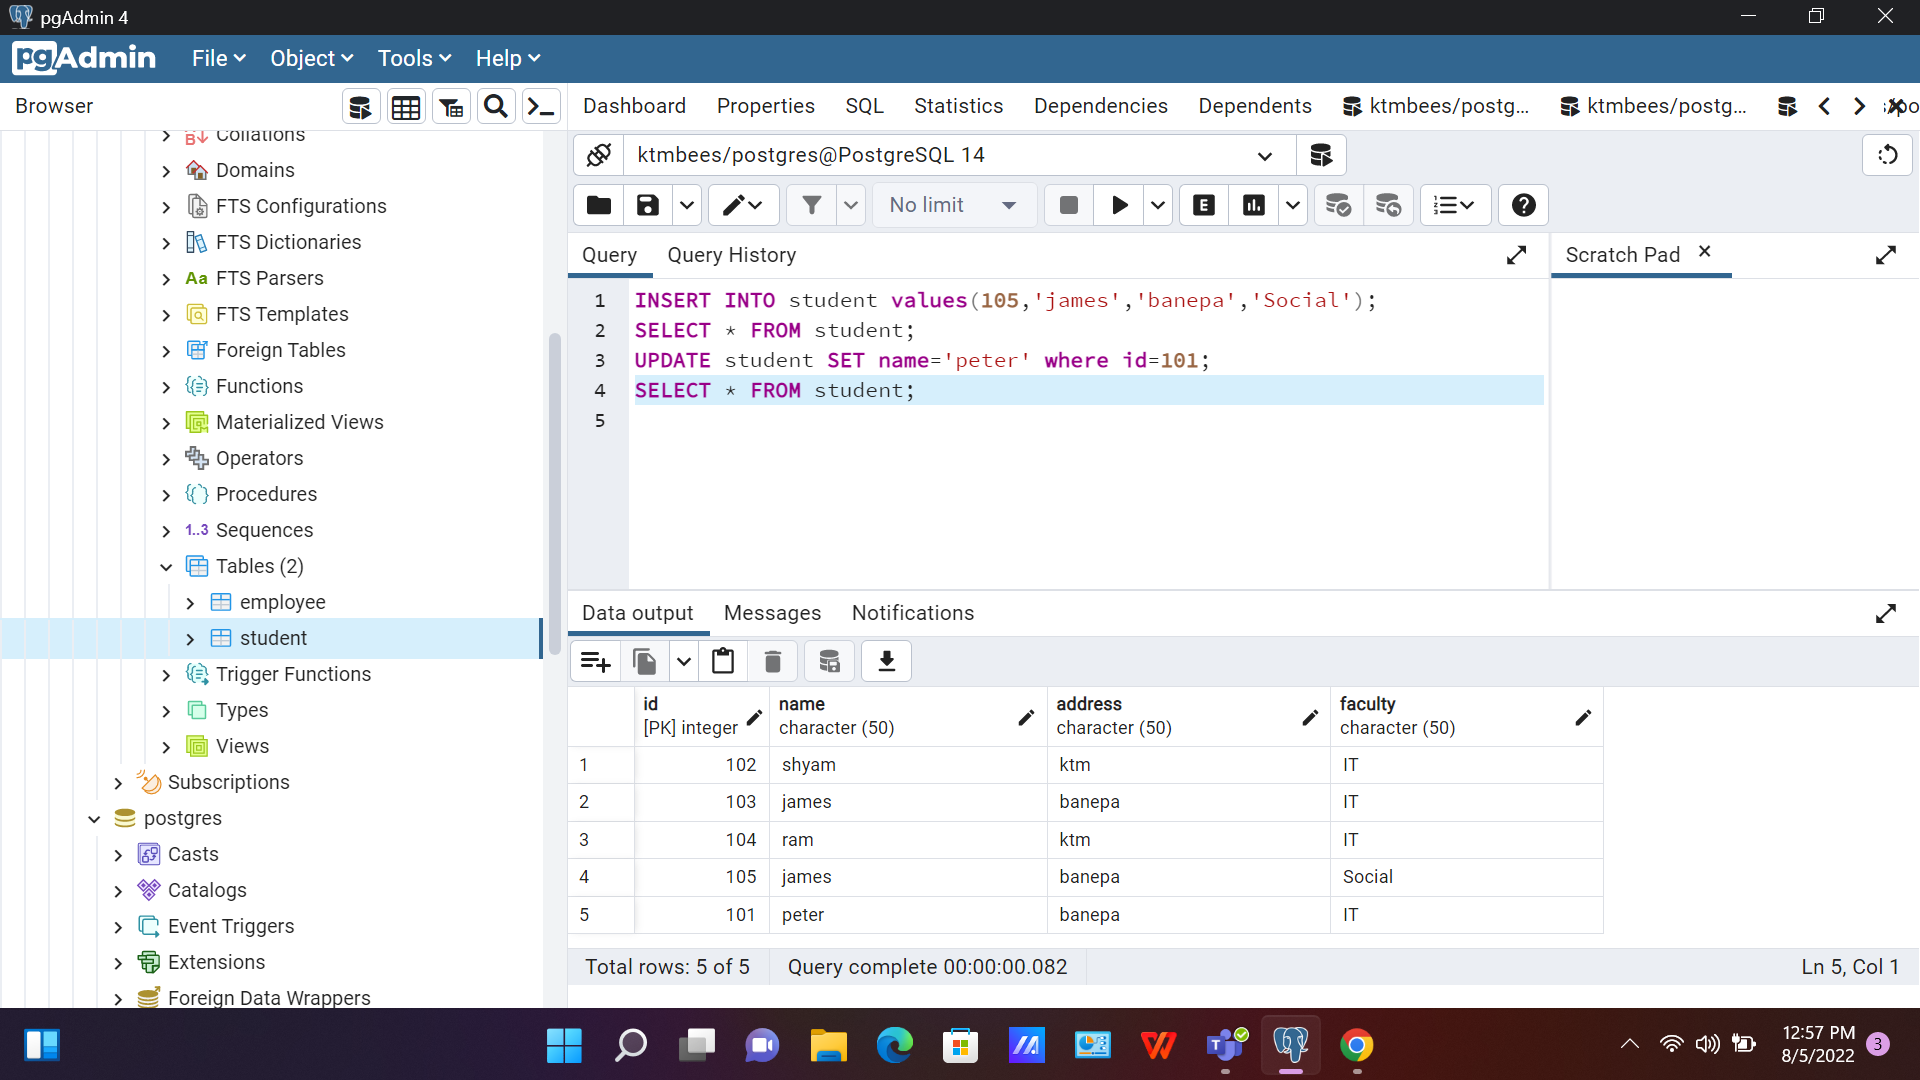 pgAdmin 4
pgAdmin File Object Tools Help
Browser
Dashboard Properties SQL Statistics Dependencies Dependents ktmbees/postg... ktmbees/postg...
Collations
Domains
FTS Configurations
FTS Dictionaries
Aa FTS Parsers
FTS Templates
Foreign Tables
Functions
Materialized Views
Operators
Procedures
1..3 Sequences
Tables (2)
employee
student
Trigger Functions
Types
Views
Subscriptions
postgres
Casts
Catalogs
Event Triggers
Extensions
Foreign Data Wrappers
ktmbees/postgres@PostgreSQL 14
No limit
E
Query Query History
Scratch Pad
1 INSERT INTO student values(105,'james','banepa','Social');
2 SELECT * FROM student;
3 UPDATE student SET name='peter' where id=101;
4 SELECT * FROM student;
5
Data output Messages Notifications
id name address faculty
[PK] integer character (50) character (50) character (50)
1 102 shyam ktm IT
2 103 james banepa IT
3 104 ram ktm IT
4 105 james banepa Social
5 101 peter banepa IT
Total rows: 5 of 5 Query complete 00:00:00.082 Ln 5, Col 1
12:57 PM
8/5/2022
3